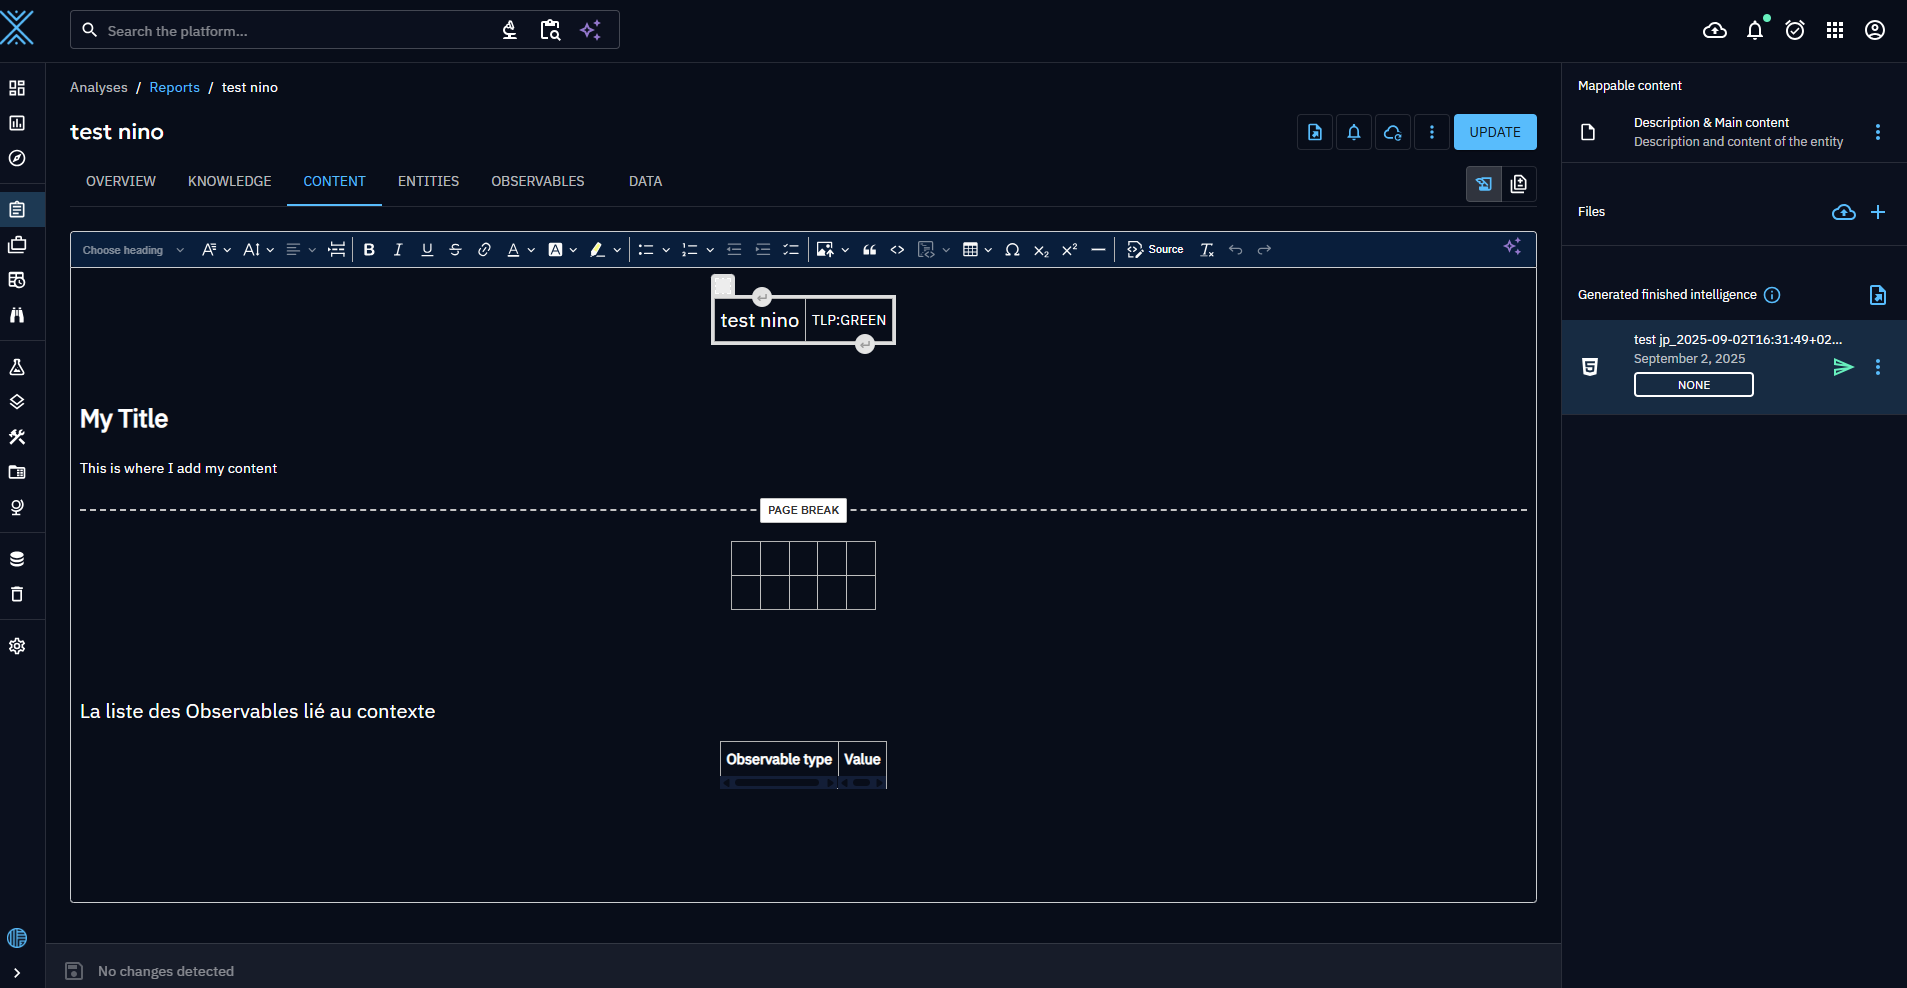 Search the platform...
Analyses / Reports / test nino
test nino
UPDATE
OVERVIEW KNOWLEDGE CONTENT ENTITIES OBSERVABLES DATA
Choose heading
Source
test nino TLP:GREEN
My Title
This is where I add my content
PAGE BREAK
La liste des Observables lié au contexte
Observable type Value
No changes detected
Mappable content
Description & Main content
Description and content of the entity
Files
Generated finished intelligence
test jp_2025-09-02T16:31:49+02...
September 2, 2025
NONE